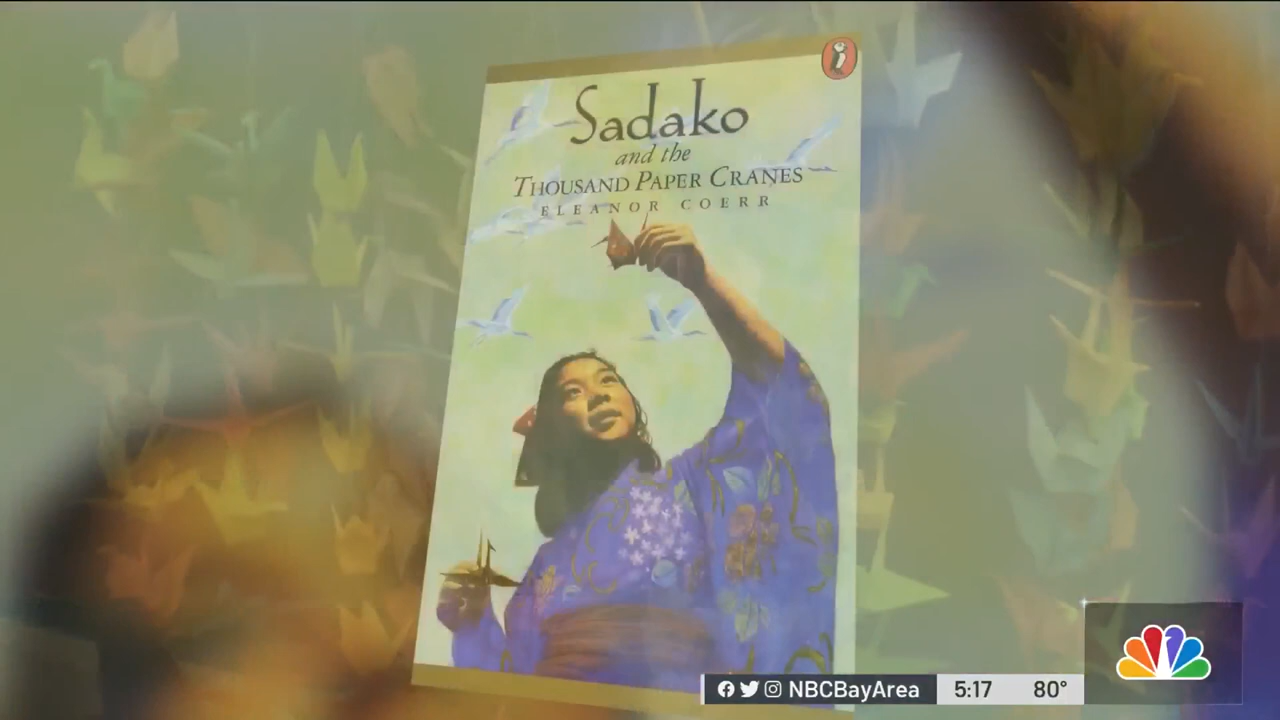 Sadako
and the
THOUSAND PAPER CRANES
ELEANOR COERR
NBCBayArea
5:17
80°